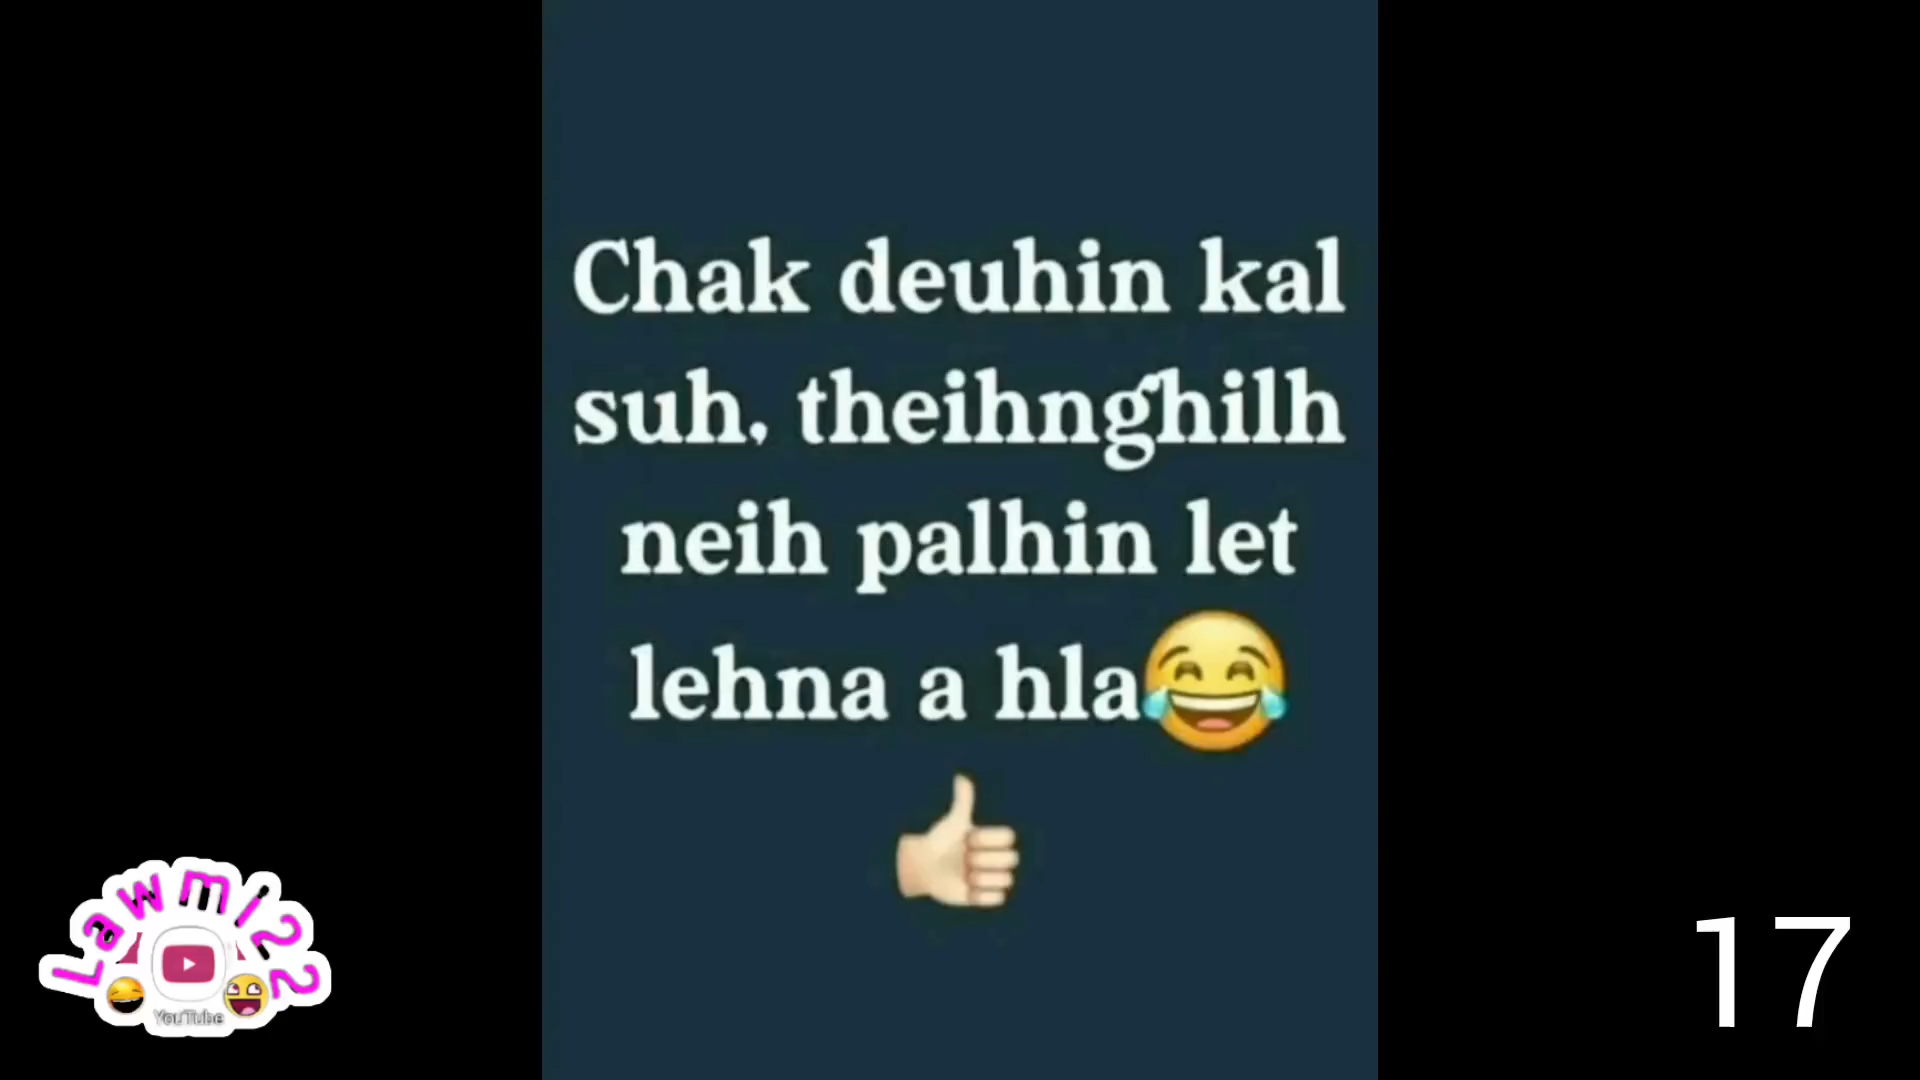 Chak deuhin kal
suh, theihnghilh
neih palhin let
lehna a hla😂
👍🏻
Lawmi22
YouTube
17